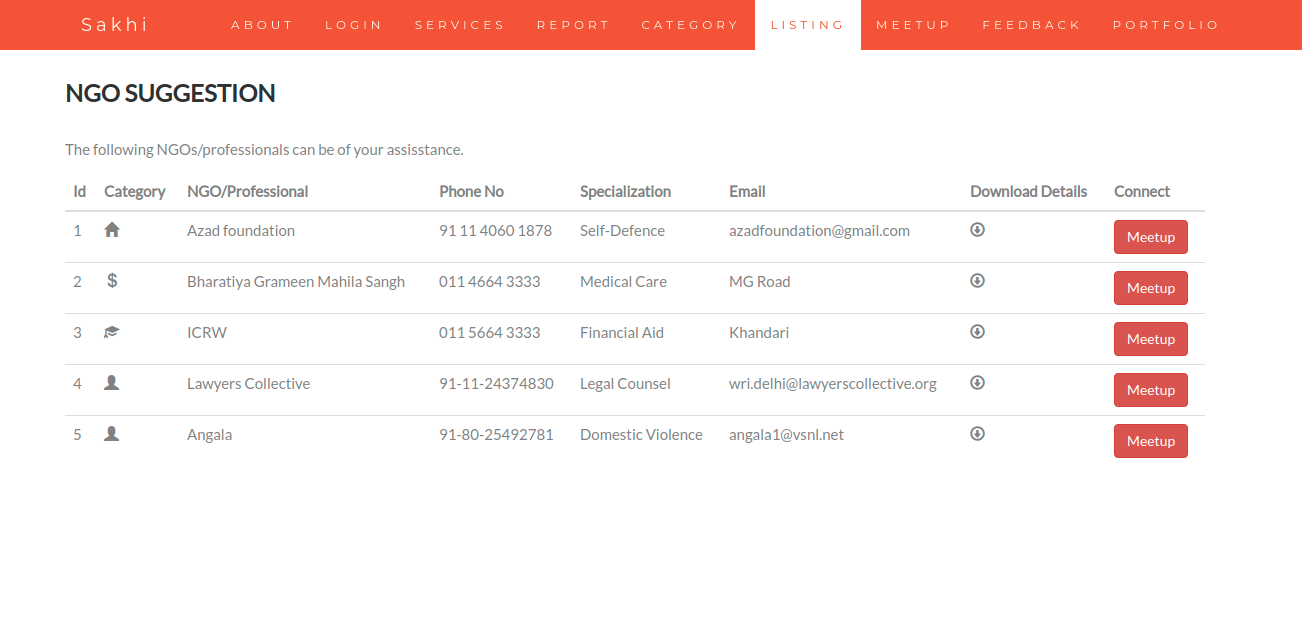 Sakhi ABOUT LOGIN SERVICES REPORT CATEGORY LISTING MEETUP FEEDBACK PORTFOLIO
NGO SUGGESTION
The following NGOs/professionals can be of your assisstance.
Id Category NGO/Professional Phone No Specialization Email Download Details Connect
1 Azad foundation 91 11 4060 1878 Self-Defence azadfoundation@gmail.com Meetup
2 $ Bharatiya Grameen Mahila Sangh 011 4664 3333 Medical Care MG Road Meetup
3 ICRW 011 5664 3333 Financial Aid Khandari Meetup
4 Lawyers Collective 91-11-24374830 Legal Counsel wri.delhi@lawyerscollective.org Meetup
5 Angala 91-80-25492781 Domestic Violence angala1@vsnl.net Meetup